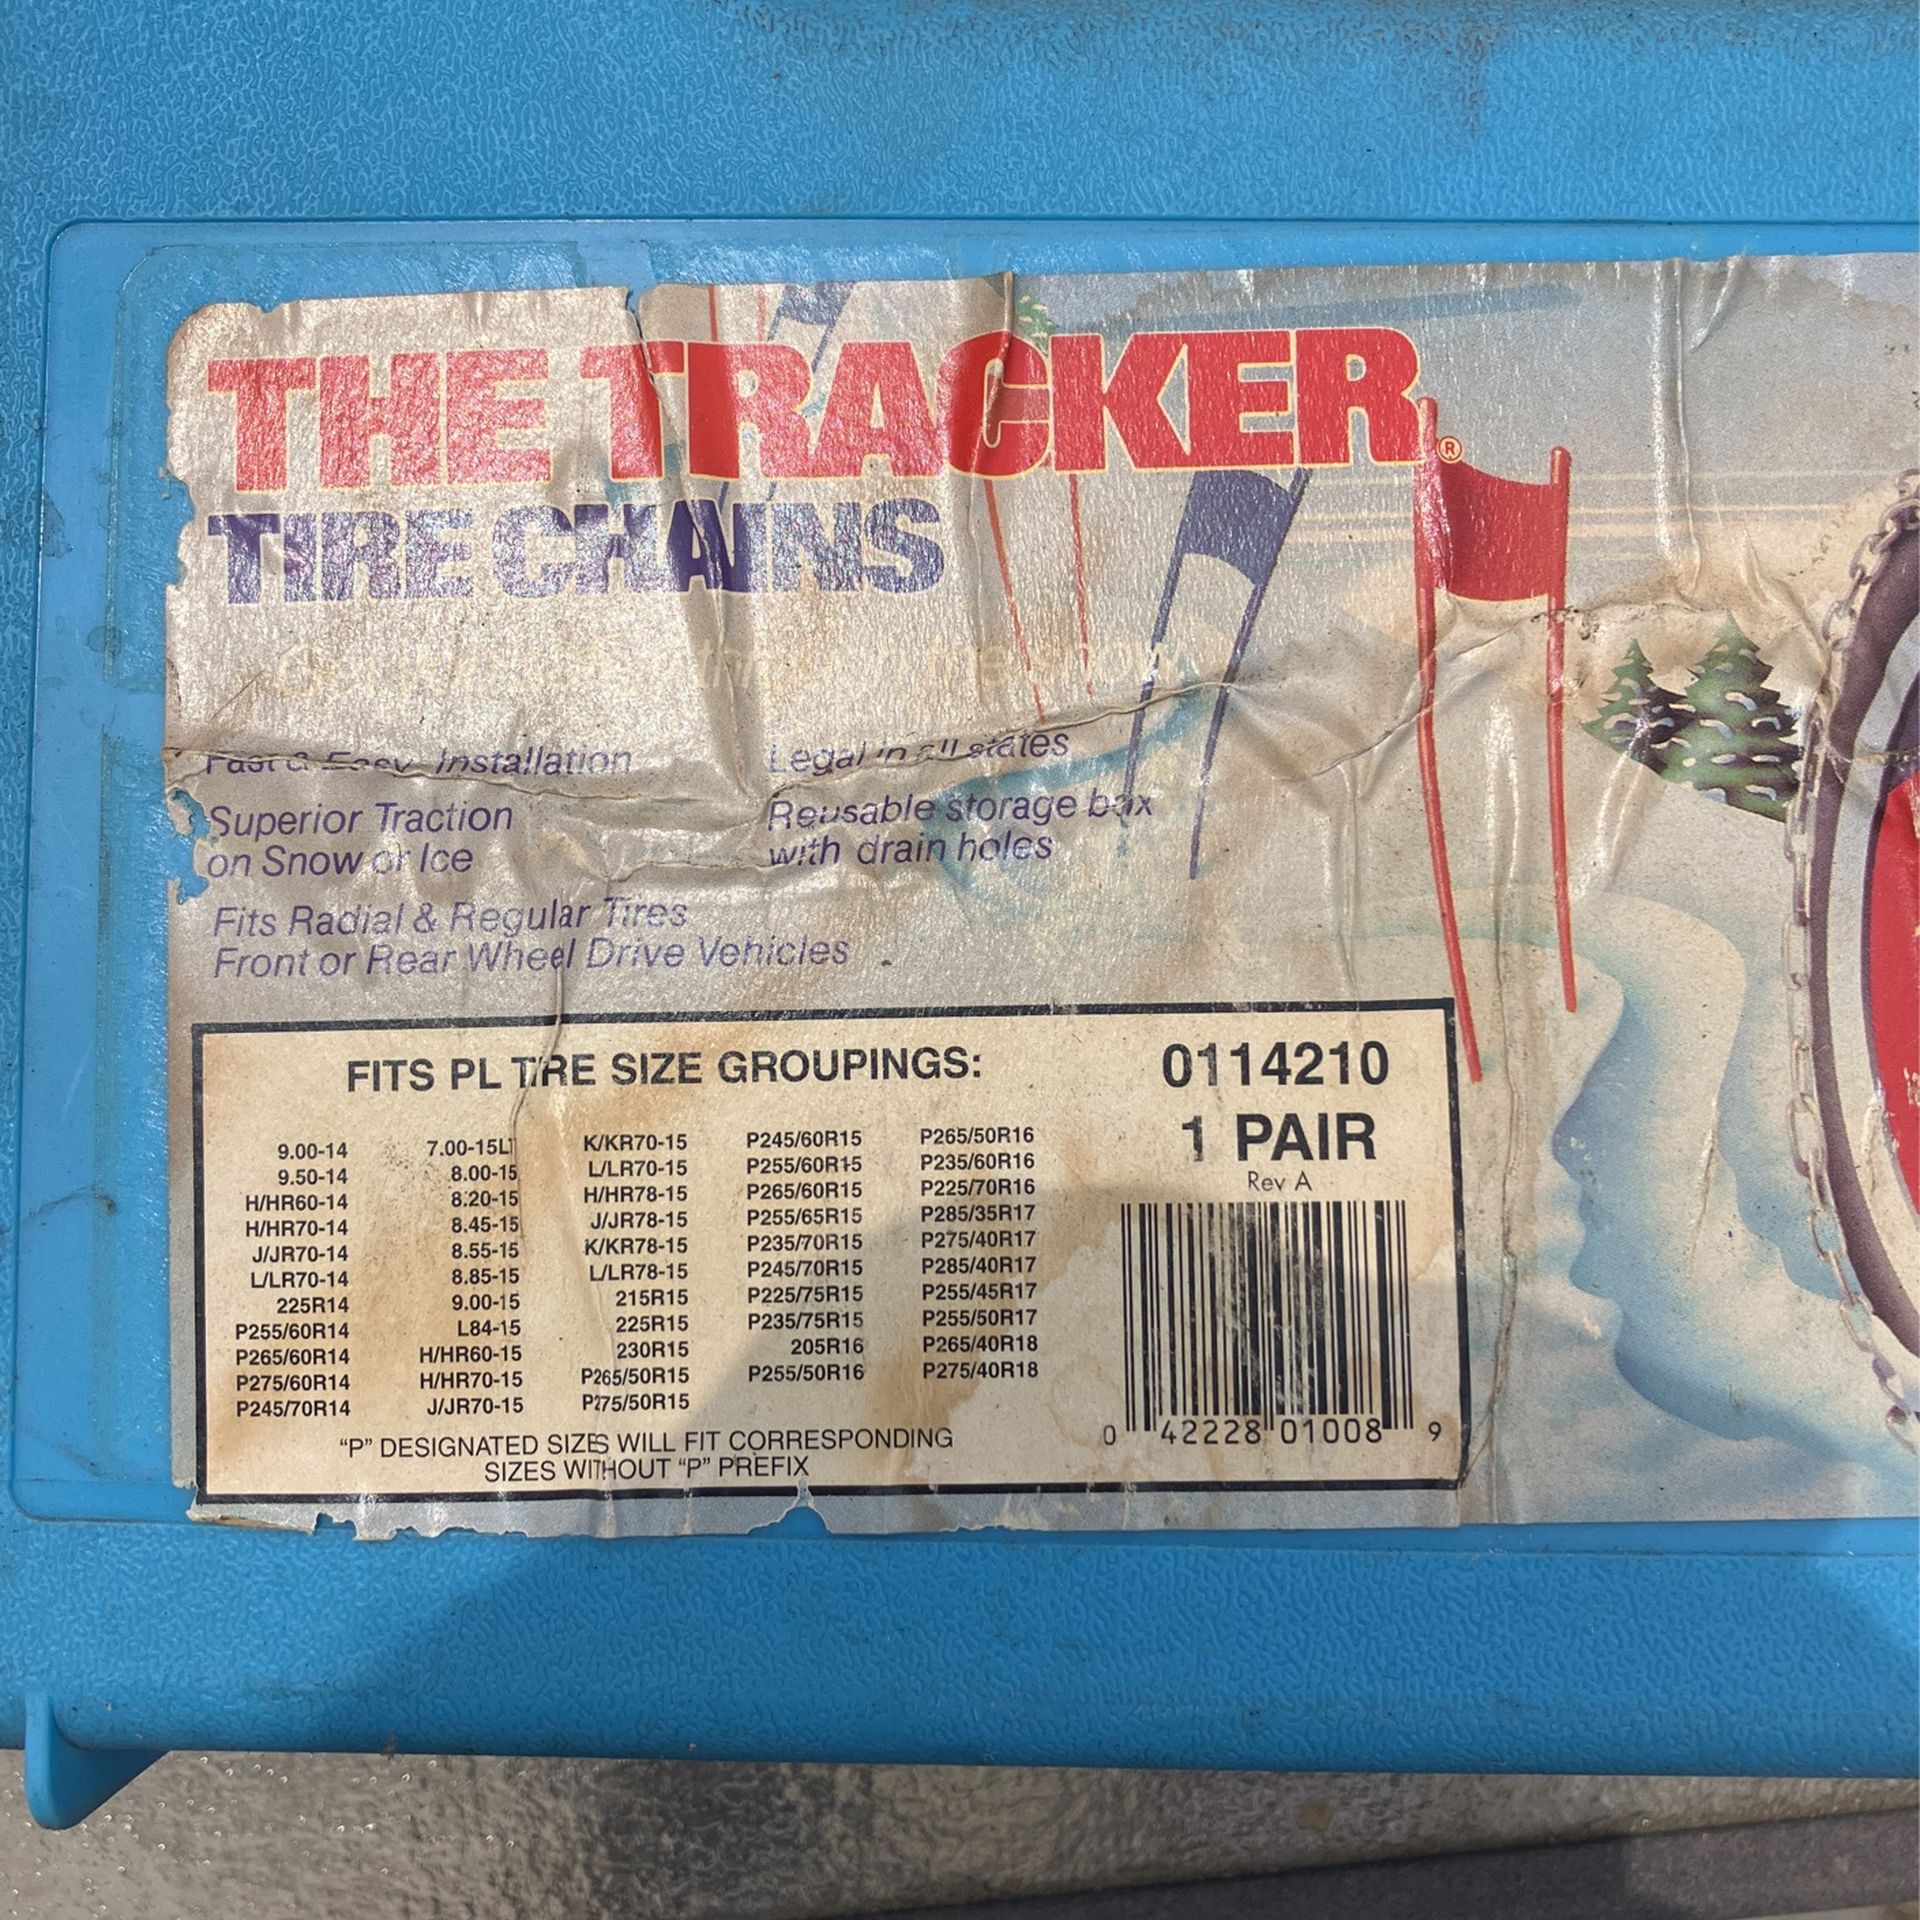 THE TRACKER®
TIRE CHAINS
the snow
Fast & Easy Installation
Legal in all states
Superior Traction
on Snow or Ice
Reusable storage box
with drain holes
Fits Radial & Regular Tires
Front or Rear Wheel Drive Vehicles
FITS PL TIRE SIZE GROUPINGS:
9.00-14
9.50-14
H/HR60-14
H/HR70-14
J/JR70-14
L/LR70-14
225R14
P255/60R14
P265/60R14
P275/60R14
P245/70R14
7.00-15LT
8.00-15
8.20-15
8.45-15
8.55-15
8.85-15
9.00-15
L84-15
H/HR60-15
H/HR70-15
J/JR70-15
K/KR70-15
L/LR70-15
H/HR78-15
J/JR78-15
K/KR78-15
L/LR78-15
215R15
225R15
230R15
P265/50R15
P275/50R15
P245/60R15
P255/60R15
P265/60R15
P255/65R15
P235/70R15
P245/70R15
P225/75R15
P235/75R15
205R16
P255/50R16
P265/50R16
P235/60R16
P225/70R16
P285/35R17
P275/40R17
P285/40R17
P255/45R17
P255/50R17
P265/40R18
P275/40R18
"P" DESIGNATED SIZES WILL FIT CORRESPONDING
SIZES WITHOUT "P" PREFIX
0114210
1 PAIR
Rev A
0 42228 01008 9